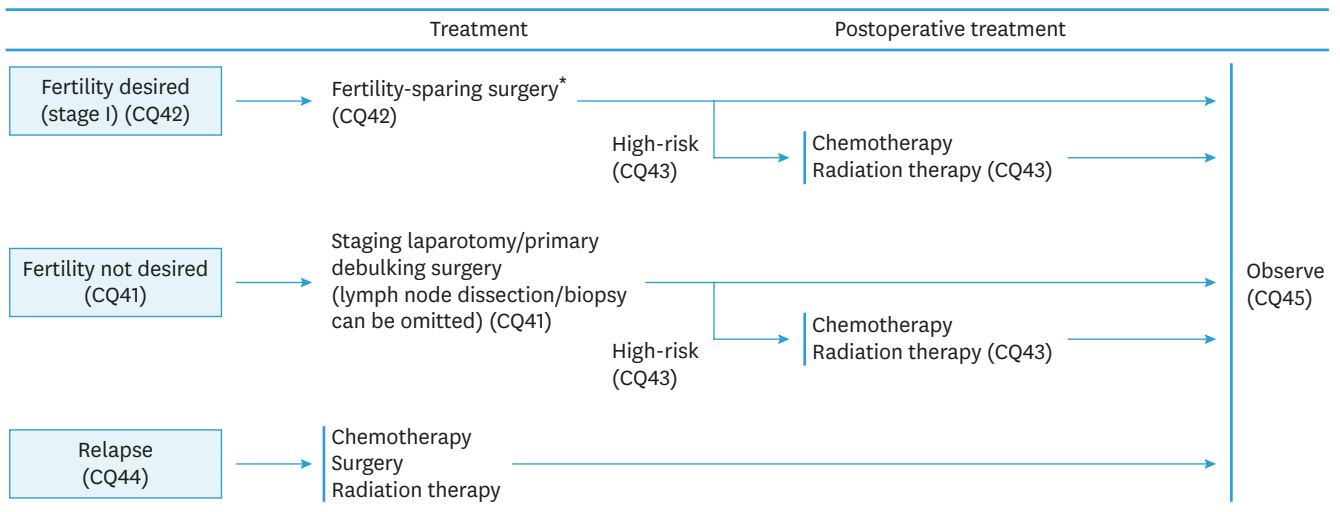 Treatment
Postoperative treatment
Fertility desired
(stage I) (CQ42)
Fertility-sparing surgery*
(CQ42)
High-risk
(CQ43)
Chemotherapy
Radiation therapy (CQ43)
Fertility not desired
(CQ41)
Staging laparotomy/primary
debulking surgery
(lymph node dissection/biopsy
can be omitted) (CQ41)
High-risk
(CQ43)
Chemotherapy
Radiation therapy (CQ43)
Observe
(CQ45)
Relapse
(CQ44)
Chemotherapy
Surgery
Radiation therapy